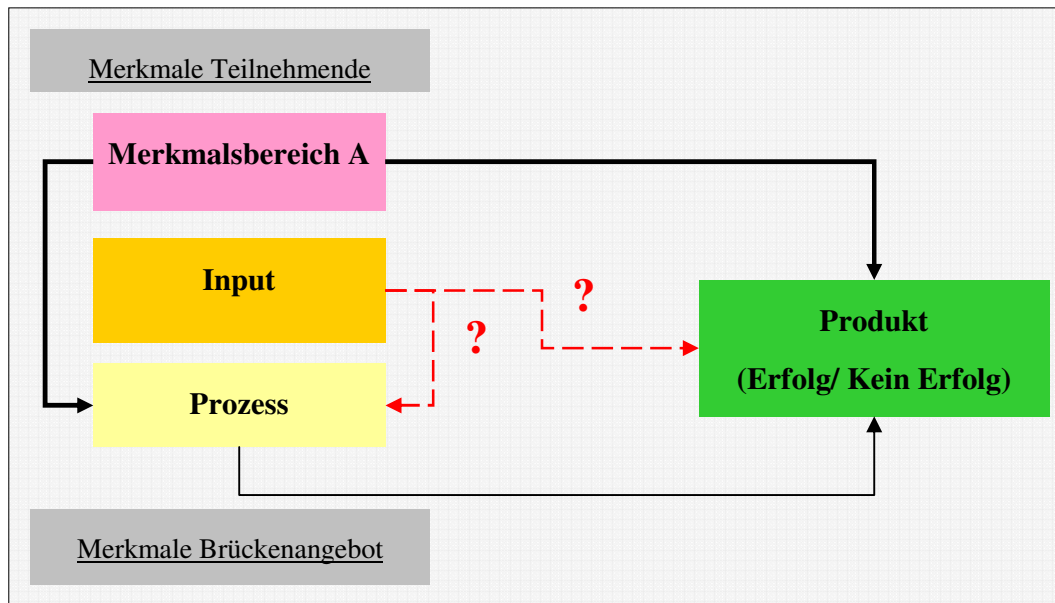 Merkmale Teilnehmende
Merkmalsbereich A
Input
?
?
Produkt
(Erfolg/ Kein Erfolg)
Prozess
Merkmale Brückenangebot